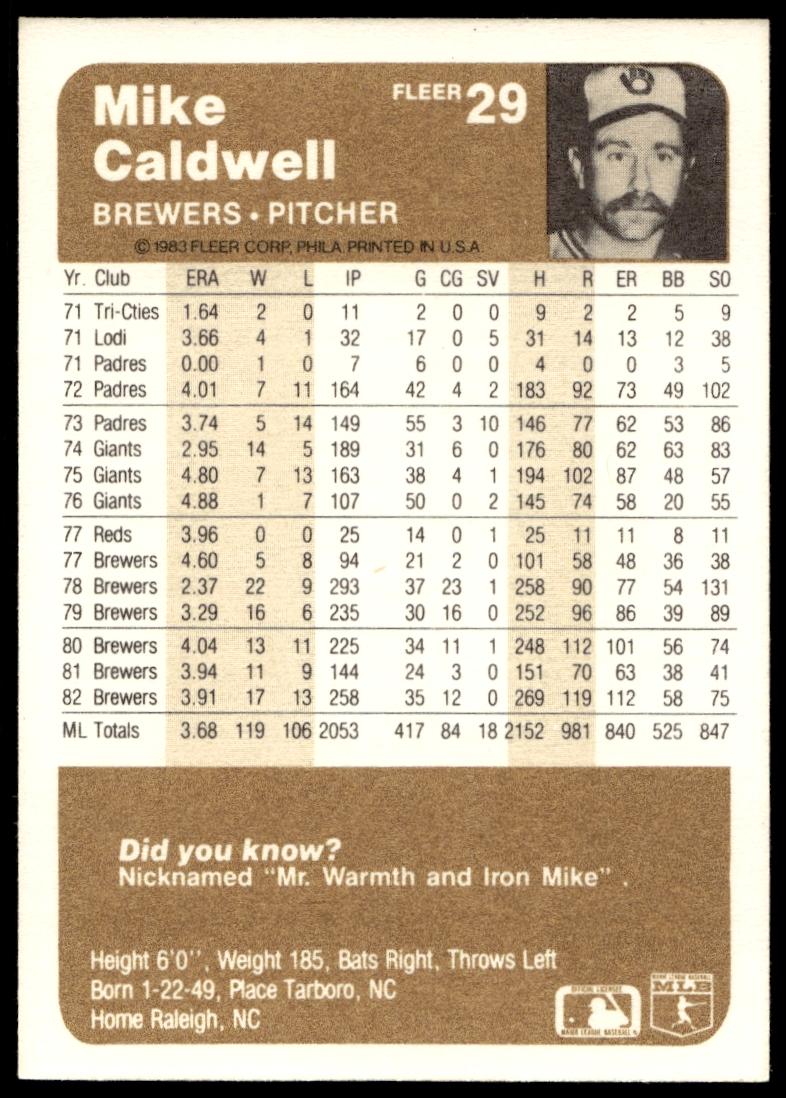 Mike
Caldwell
FLEER 29
BREWERS • PITCHER
© 1983 FLEER CORP, PHILA. PRINTED IN U.S.A.
Yr. Club ERA W L IP G CG SV H R ER BB SO
71 Tri-Cties 1.64 2 0 11 2 0 0 9 2 2 5 9
71 Lodi 3.66 4 1 32 17 0 5 31 14 13 12 38
71 Padres 0.00 1 0 7 6 0 0 4 0 0 3 5
72 Padres 4.01 7 11 164 42 4 2 183 92 73 49 102
73 Padres 3.74 5 14 149 55 3 10 146 77 62 53 86
74 Giants 2.95 14 5 189 31 6 0 176 80 62 63 83
75 Giants 4.80 7 13 163 38 4 1 194 102 87 48 57
76 Giants 4.88 1 7 107 50 0 2 145 74 58 20 55
77 Reds 3.96 0 0 25 14 0 1 25 11 11 8 11
77 Brewers 4.60 5 8 94 21 2 0 101 58 48 36 38
78 Brewers 2.37 22 9 293 37 23 1 258 90 77 54 131
79 Brewers 3.29 16 6 235 30 16 0 252 96 86 39 89
80 Brewers 4.04 13 11 225 34 11 1 248 112 101 56 74
81 Brewers 3.94 11 9 144 24 3 0 151 70 63 38 41
82 Brewers 3.91 17 13 258 35 12 0 269 119 112 58 75
ML Totals 3.68 119 106 2053 417 84 18 2152 981 840 525 847
Did you know?
Nicknamed "Mr. Warmth and Iron Mike" .
Height 6'0'', Weight 185, Bats Right, Throws Left
Born 1-22-49, Place Tarboro, NC
Home Raleigh, NC
OFFICIAL LICENSEE
MAJOR LEAGUE BASEBALL
MAJOR LEAGUE BASEBALL
MLB